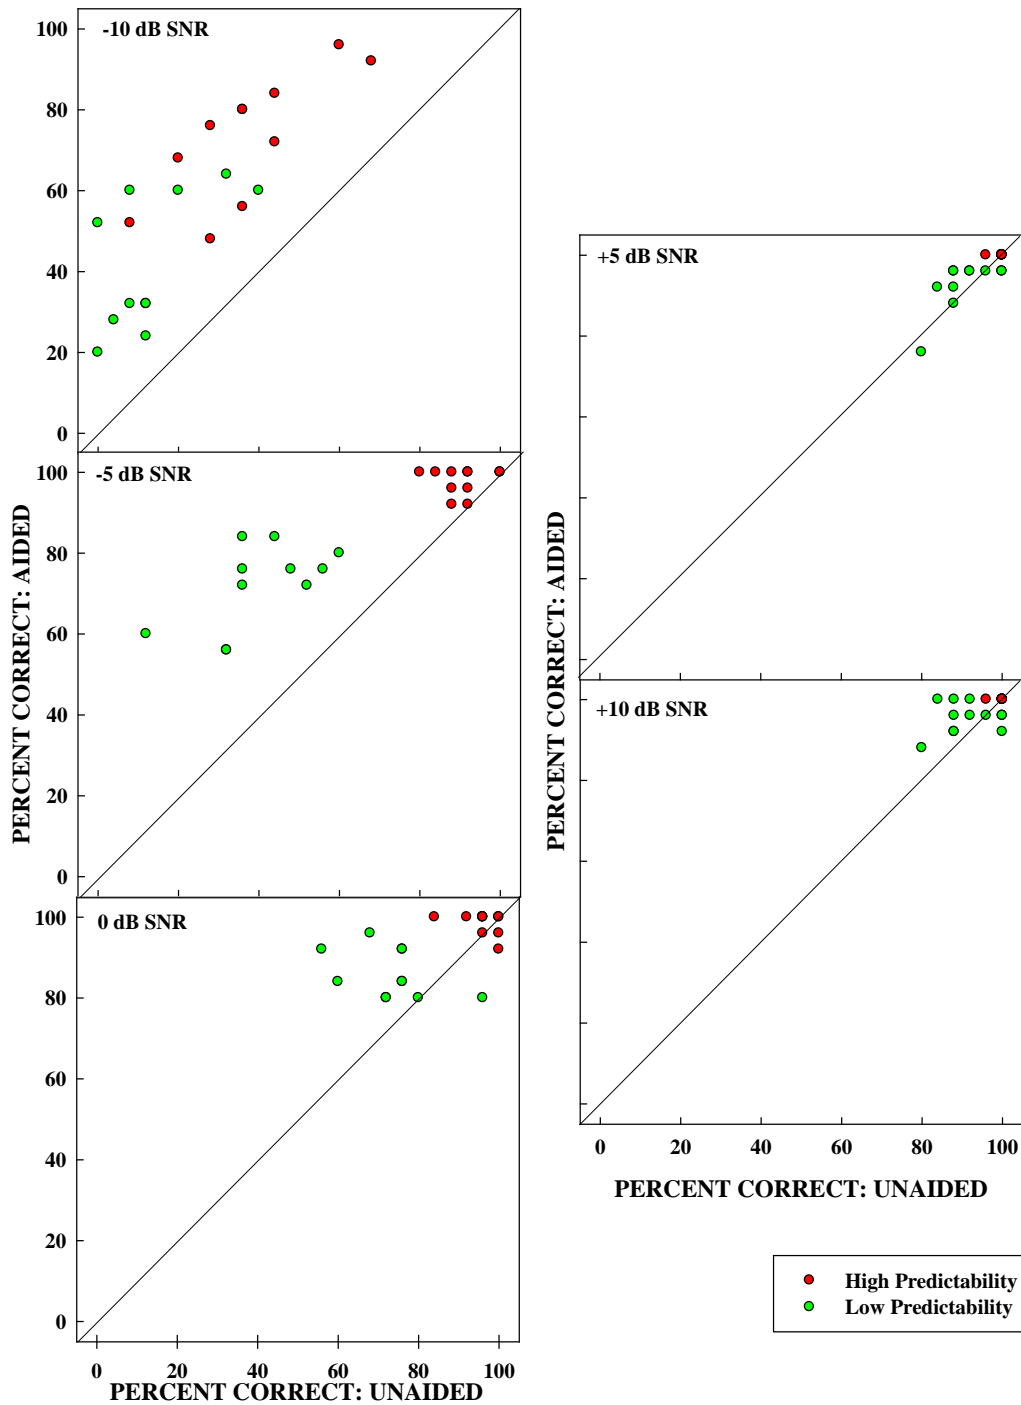 -10 dB SNR
100
80
60
40
20
0
-5 dB SNR
100
80
60
40
20
0
PERCENT CORRECT: AIDED
0 dB SNR
100
80
60
40
20
0
0 20 40 60 80 100
PERCENT CORRECT: UNAIDED
+5 dB SNR
PERCENT CORRECT: AIDED
+10 dB SNR
0 20 40 60 80 100
PERCENT CORRECT: UNAIDED
High Predictability
Low Predictability